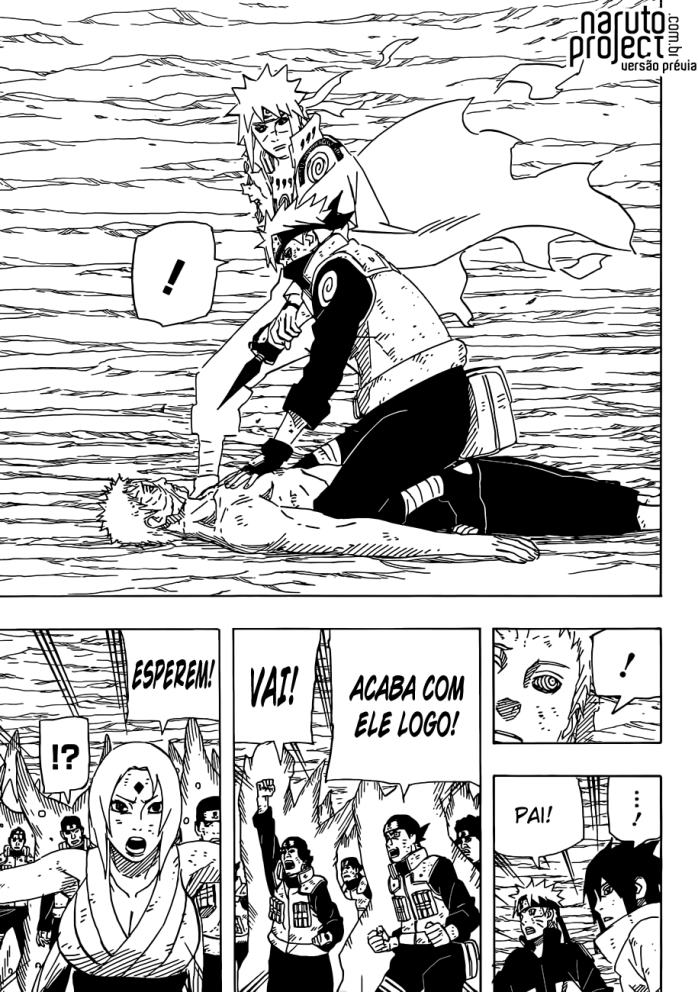 naruto
project
.com.br
versão prévia
!
!
...!
PAI!
ACABA COM
ELE LOGO!
VAI!
ESPEREM!
!?